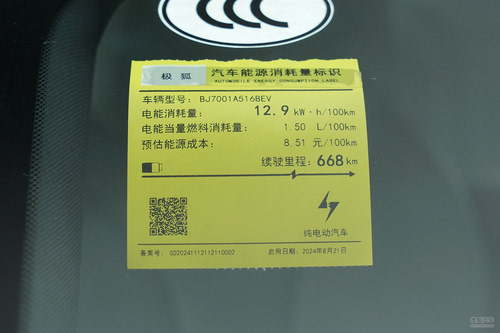 CCC
极狐 汽车能源消耗量标识
AUTOMOBILE ENERGY CONSUMPTION LABEL
车辆型号: BJ7001A516BEV
电能消耗量: 12.9 kW·h/100km
电能当量燃料消耗量: 1.50 L/100km
预估能源成本: 8.51 元/100km
续驶里程: 668 km
纯电动汽车
备案号: GD20241112112110002 启用日期: 2024年8月21日